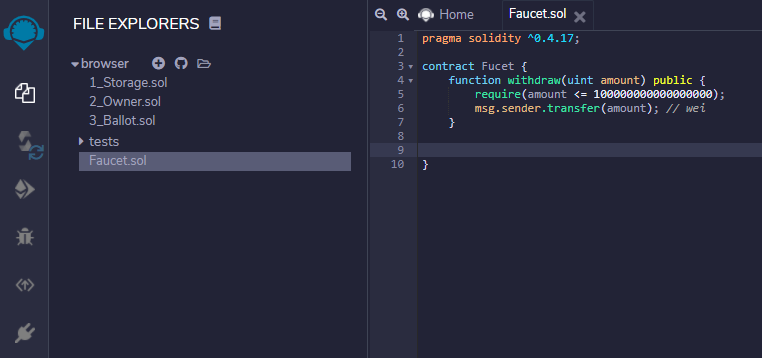 FILE EXPLORERS
browser
1_Storage.sol
2_Owner.sol
3_Ballot.sol
tests
Faucet.sol
Home
Faucet.sol
1 pragma solidity ^0.4.17;
2
3 contract Fucet {
4 function withdraw(uint amount) public {
5 require(amount <= 100000000000000000);
6 msg.sender.transfer(amount); // wei
7 }
8
9
10 }